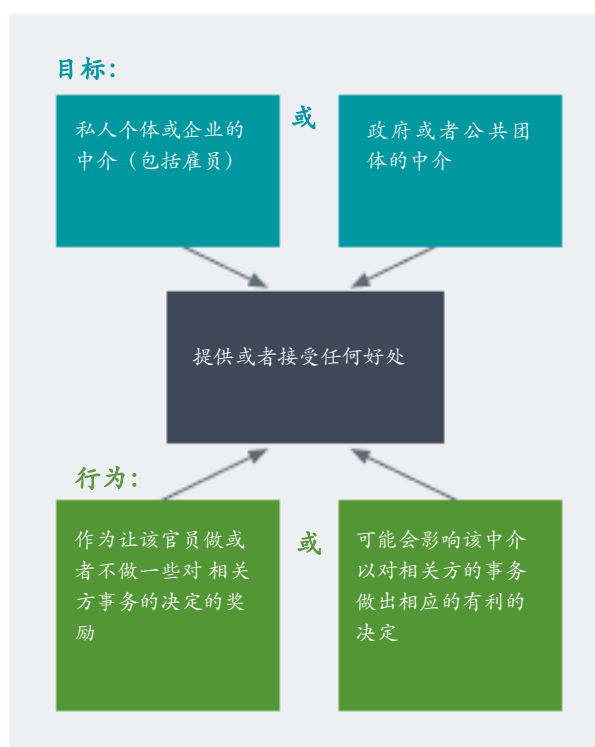 目标：
私人个体或企业的
中介（包括雇员）
或
政府或者公共团
体的中介
提供或者接受任何好处
行为：
作为让该官员做或
者不做一些对 相关
方事务的决定的奖
励
或
可能会影响该中介
以对相关方的事务
做出相应的有利的
决定